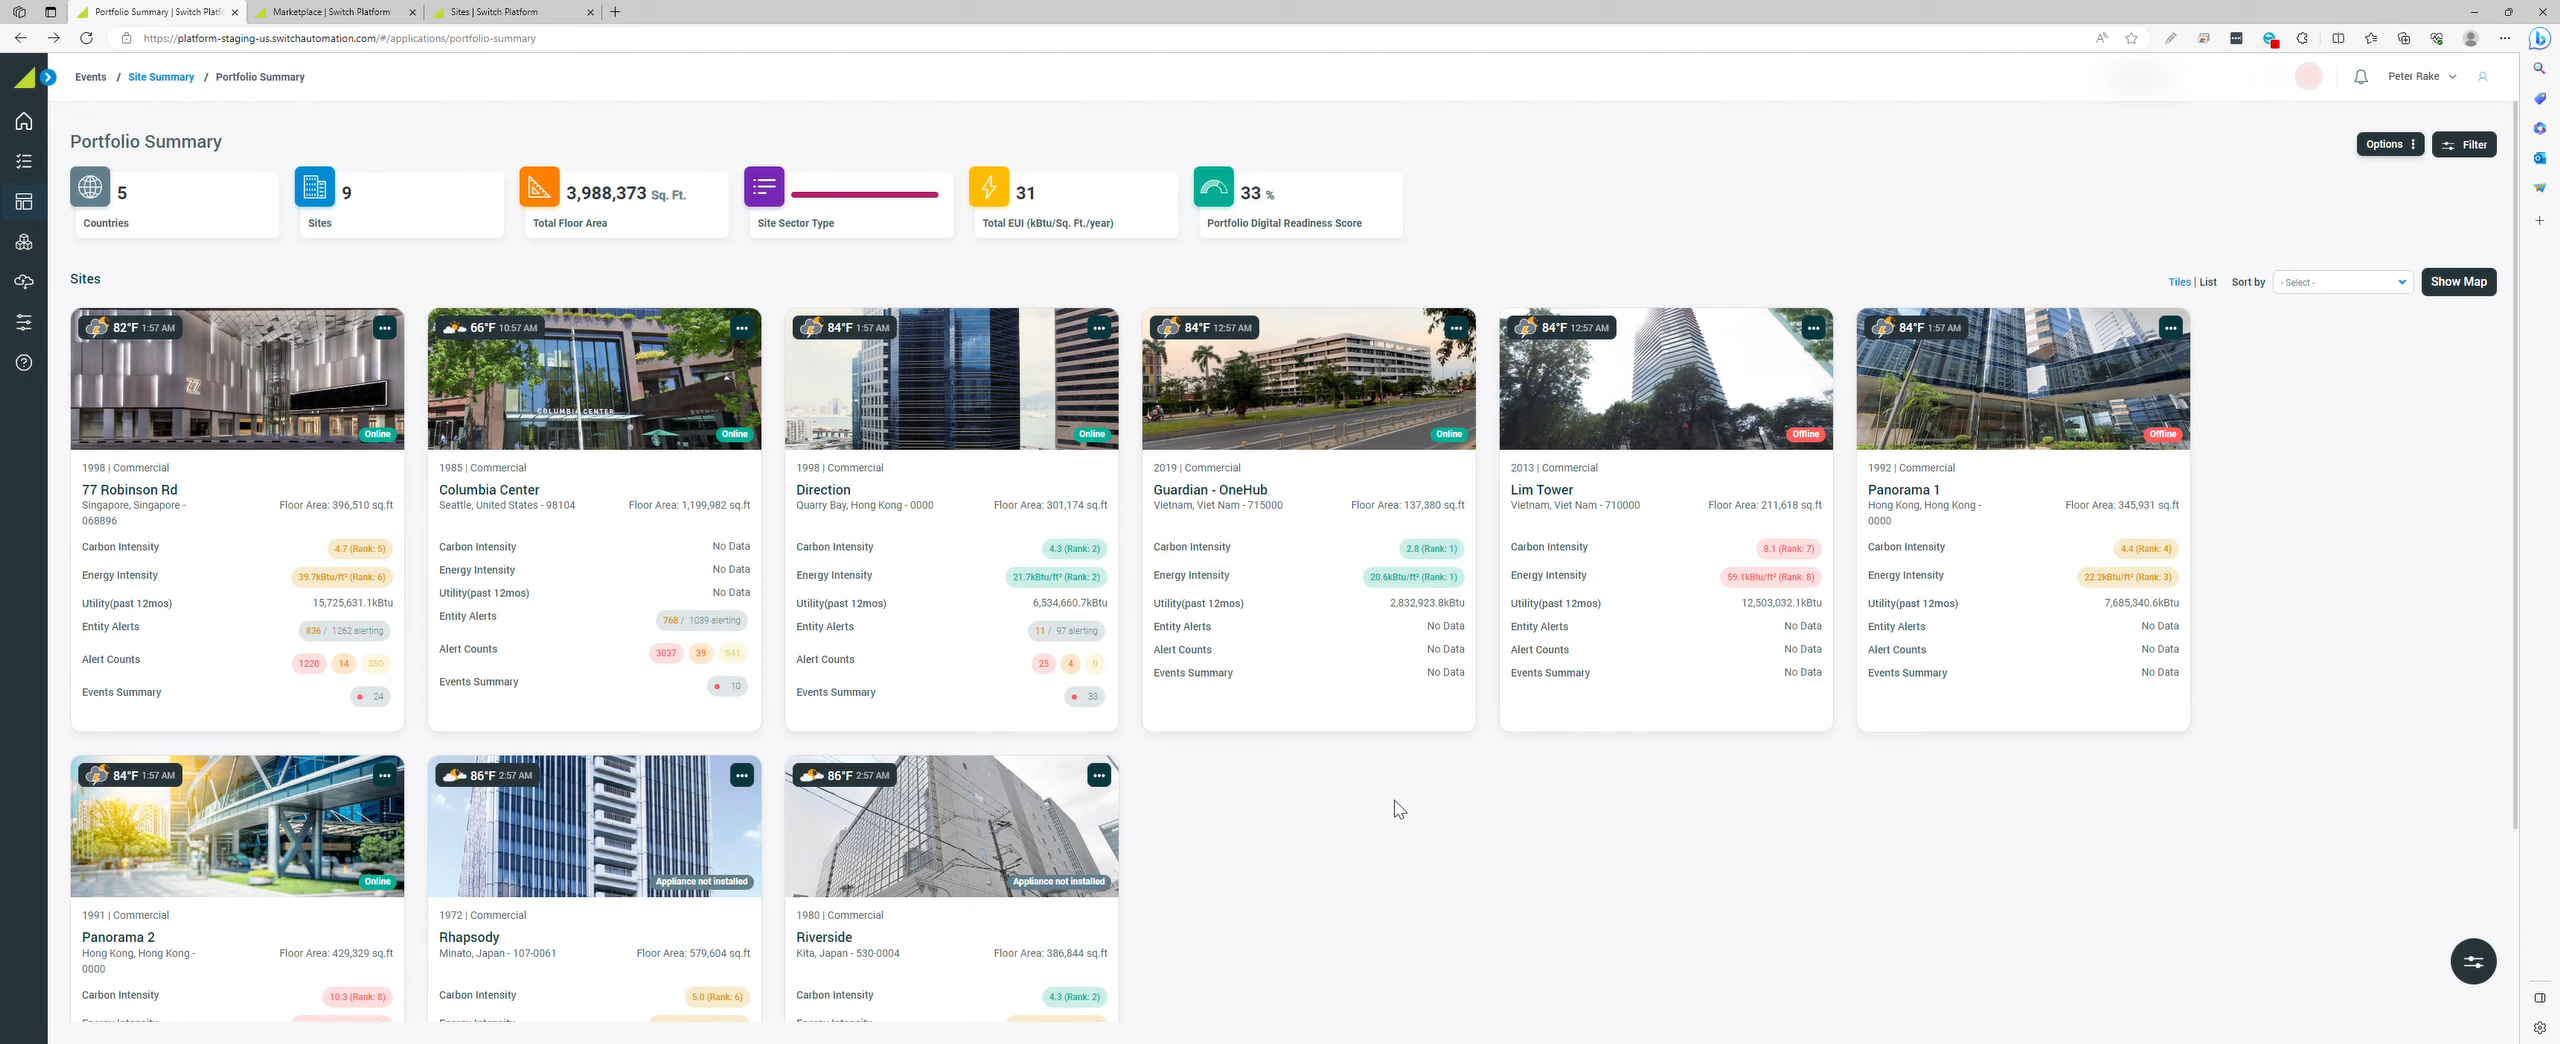 Portfolio Summary | Switch Platfo
Marketplace | Switch Platform
Sites | Switch Platform
https://platform-staging-us.switchautomation.com/#/applications/portfolio-summary
Events / Site Summary / Portfolio Summary
Peter Rake
Portfolio Summary
Options
Filter
5
Countries
9
Sites
3,988,373 Sq. Ft.
Total Floor Area
Site Sector Type
31
Total EUI (kBtu/Sq. Ft./year)
33 %
Portfolio Digital Readiness Score
Sites
Tiles | List
Sort by
- Select -
Show Map
82°F 1:57 AM
77
Online
1998 | Commercial
77 Robinson Rd
Singapore, Singapore -
068896
Floor Area: 396,510 sq.ft
Carbon Intensity 4.7 (Rank: 5)
Energy Intensity 39.7kBtu/ft² (Rank: 6)
Utility(past 12mos) 15,725,631.1kBtu
Entity Alerts 836 / 1262 alerting
Alert Counts 1220 14 350
Events Summary 24
66°F 10:57 AM
COLUMBIA CENTER
Online
1985 | Commercial
Columbia Center
Seattle, United States - 98104
Floor Area: 1,199,982 sq.ft
Carbon Intensity No Data
Energy Intensity No Data
Utility(past 12mos) No Data
Entity Alerts 768 / 1039 alerting
Alert Counts 3037 39 541
Events Summary 10
84°F 1:57 AM
Online
1998 | Commercial
Direction
Quarry Bay, Hong Kong - 0000
Floor Area: 301,174 sq.ft
Carbon Intensity 4.3 (Rank: 2)
Energy Intensity 21.7kBtu/ft² (Rank: 2)
Utility(past 12mos) 6,534,660.7kBtu
Entity Alerts 11 / 97 alerting
Alert Counts 25 4 0
Events Summary 33
84°F 12:57 AM
Online
2019 | Commercial
Guardian - OneHub
Vietnam, Viet Nam - 715000
Floor Area: 137,380 sq.ft
Carbon Intensity 2.8 (Rank: 1)
Energy Intensity 20.6kBtu/ft² (Rank: 1)
Utility(past 12mos) 2,832,923.8kBtu
Entity Alerts No Data
Alert Counts No Data
Events Summary No Data
84°F 12:57 AM
Offline
2013 | Commercial
Lim Tower
Vietnam, Viet Nam - 710000
Floor Area: 211,618 sq.ft
Carbon Intensity 8.1 (Rank: 7)
Energy Intensity 59.1kBtu/ft² (Rank: 8)
Utility(past 12mos) 12,503,032.1kBtu
Entity Alerts No Data
Alert Counts No Data
Events Summary No Data
84°F 1:57 AM
Offline
1992 | Commercial
Panorama 1
Hong Kong, Hong Kong -
0000
Floor Area: 345,931 sq.ft
Carbon Intensity 4.4 (Rank: 4)
Energy Intensity 22.2kBtu/ft² (Rank: 3)
Utility(past 12mos) 7,685,340.6kBtu
Entity Alerts No Data
Alert Counts No Data
Events Summary No Data
84°F 1:57 AM
Online
1991 | Commercial
Panorama 2
Hong Kong, Hong Kong -
0000
Floor Area: 429,329 sq.ft
Carbon Intensity 10.3 (Rank: 8)
86°F 2:57 AM
Appliance not installed
1972 | Commercial
Rhapsody
Minato, Japan - 107-0061
Floor Area: 579,604 sq.ft
Carbon Intensity 5.0 (Rank: 6)
86°F 2:57 AM
Appliance not installed
1980 | Commercial
Riverside
Kita, Japan - 530-0004
Floor Area: 386,844 sq.ft
Carbon Intensity 4.3 (Rank: 2)